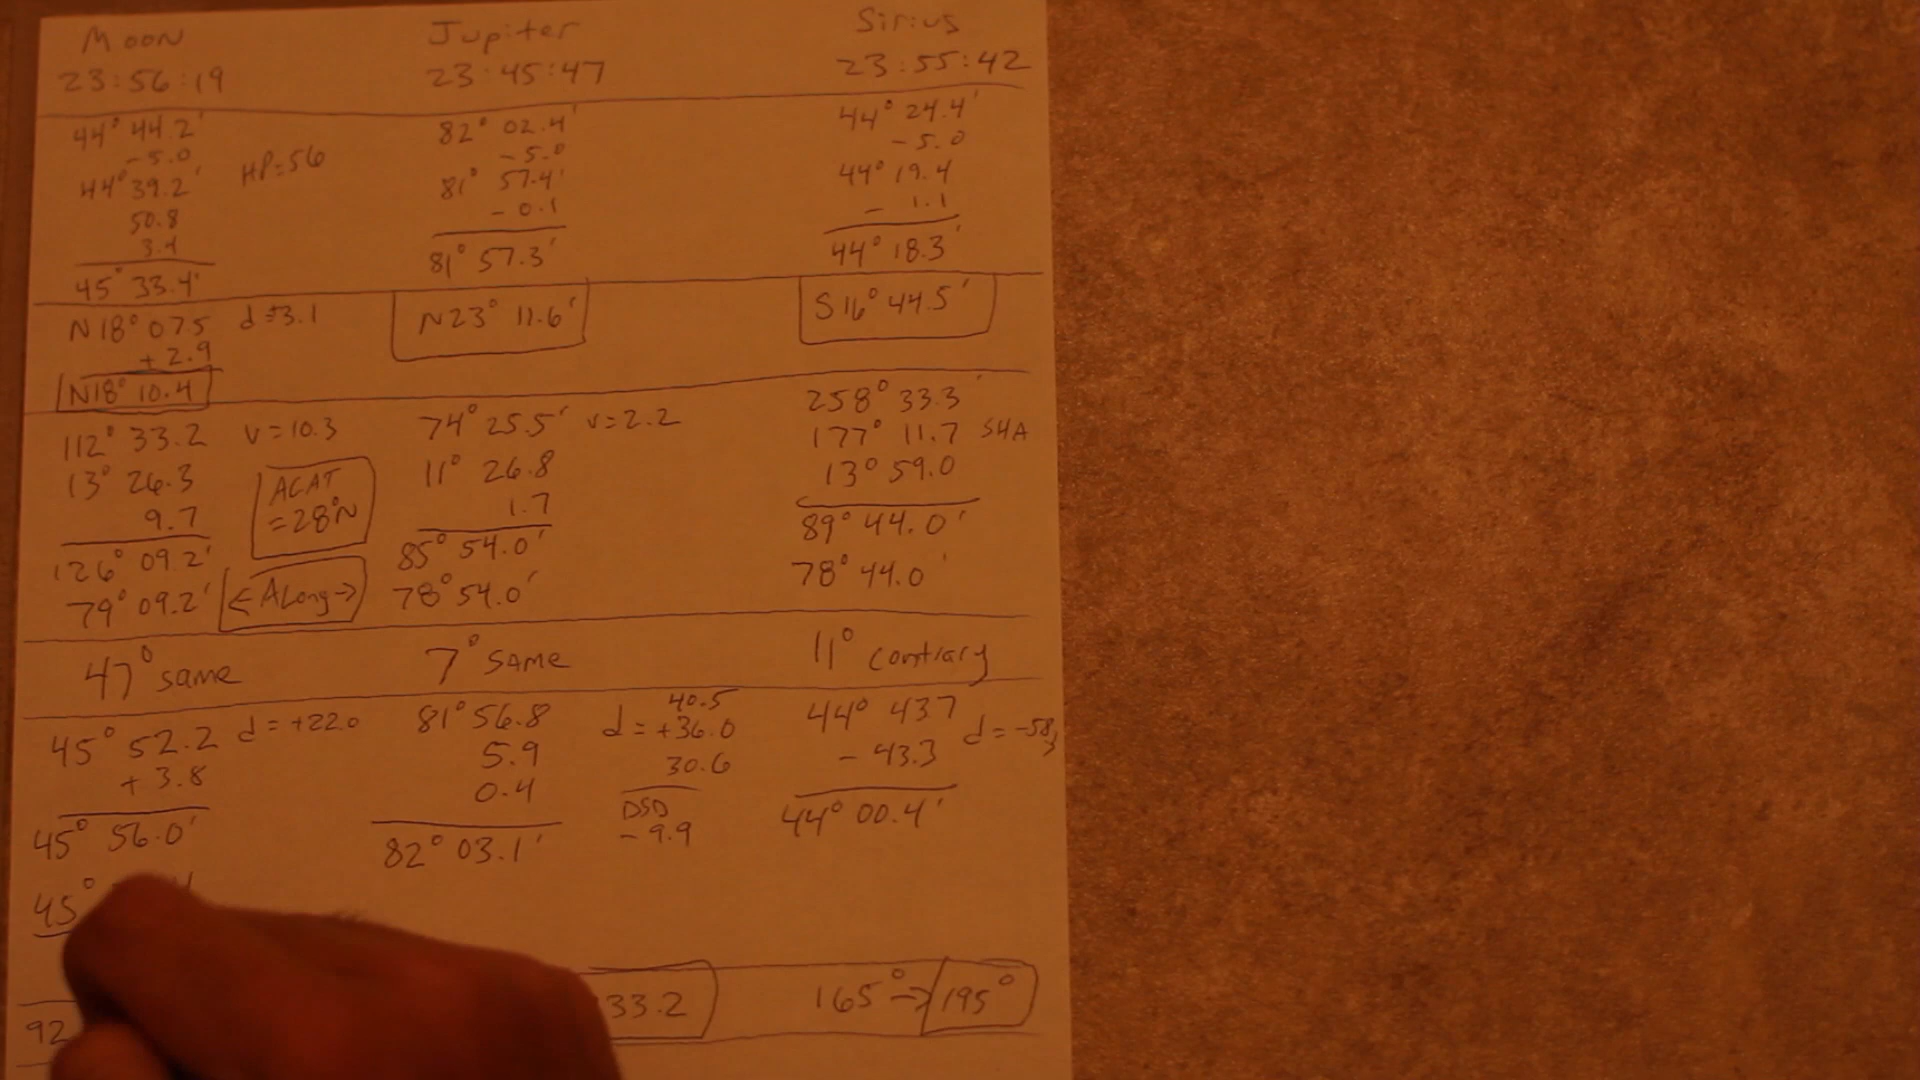 Moon Jupiter Sirius
23:56:19 23:45:47 23:55:42
44° 44.2' 82° 02.4' 44° 24.4'
-5.0 -5.0 -5.0
44° 39.2' HP=56 81° 57.4' 44° 19.4
50.8 -0.1 -1.1
3.4 81° 57.3' 44° 18.3'
45° 33.4'
N18° 07.5 d=3.1 N23° 11.6' S16° 44.5'
+2.9
N18° 10.4
112° 33.2 v=10.3 74° 25.5' v=2.2 258° 33.3'
13° 26.3 11° 26.8 177° 11.7 SHA
9.7 1.7 13° 59.0
=28°N
126° 09.2' 85° 54.0' 89° 44.0'
79° 09.2' <-ALong-> 78° 54.0' 78° 44.0'
47° same 7° SAME 11° contrary
45° 52.2 d=+22.0 81° 56.8 40.5 44° 43.7
+3.8 5.9 d=+36.0 -43.3
45° 56.0' 0.4 30.6 44° 00.4'
82° 03.1' DSD
-9.9
45°
92 33.2 165° -> 195°